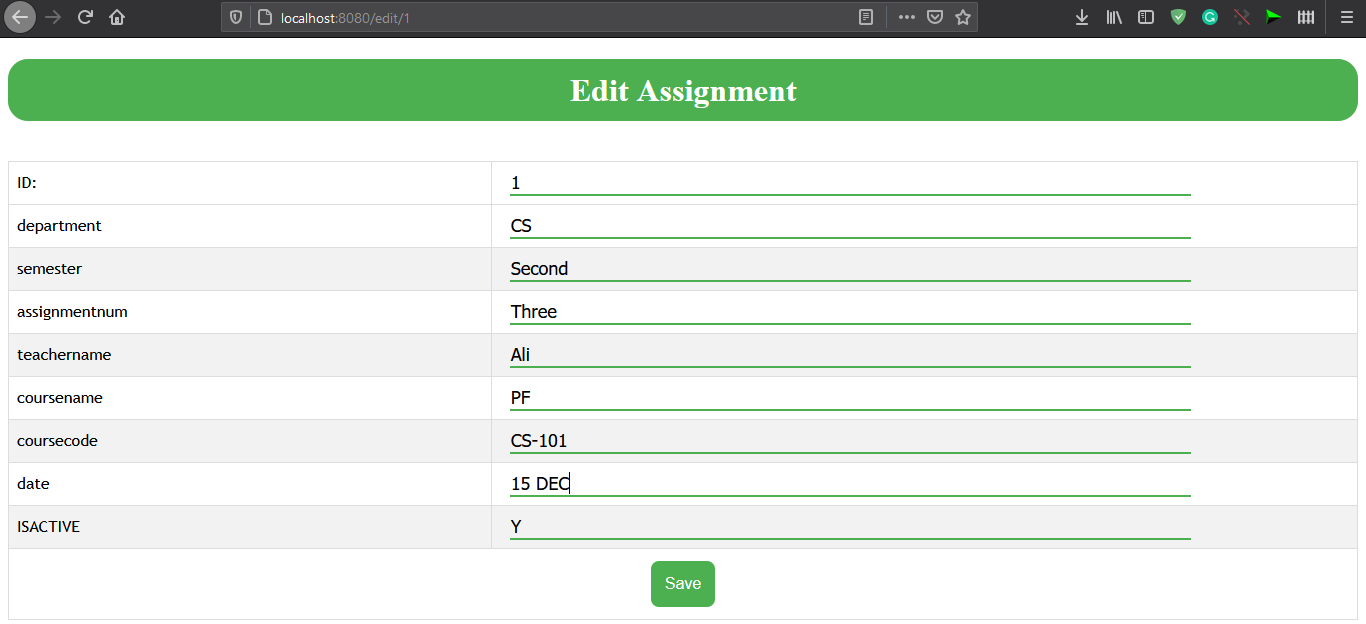 localhost:8080/edit/1
Edit Assignment
ID: 1
department CS
semester Second
assignmentnum Three
teachername Ali
coursename PF
coursecode CS-101
date 15 DEC
ISACTIVE Y
Save